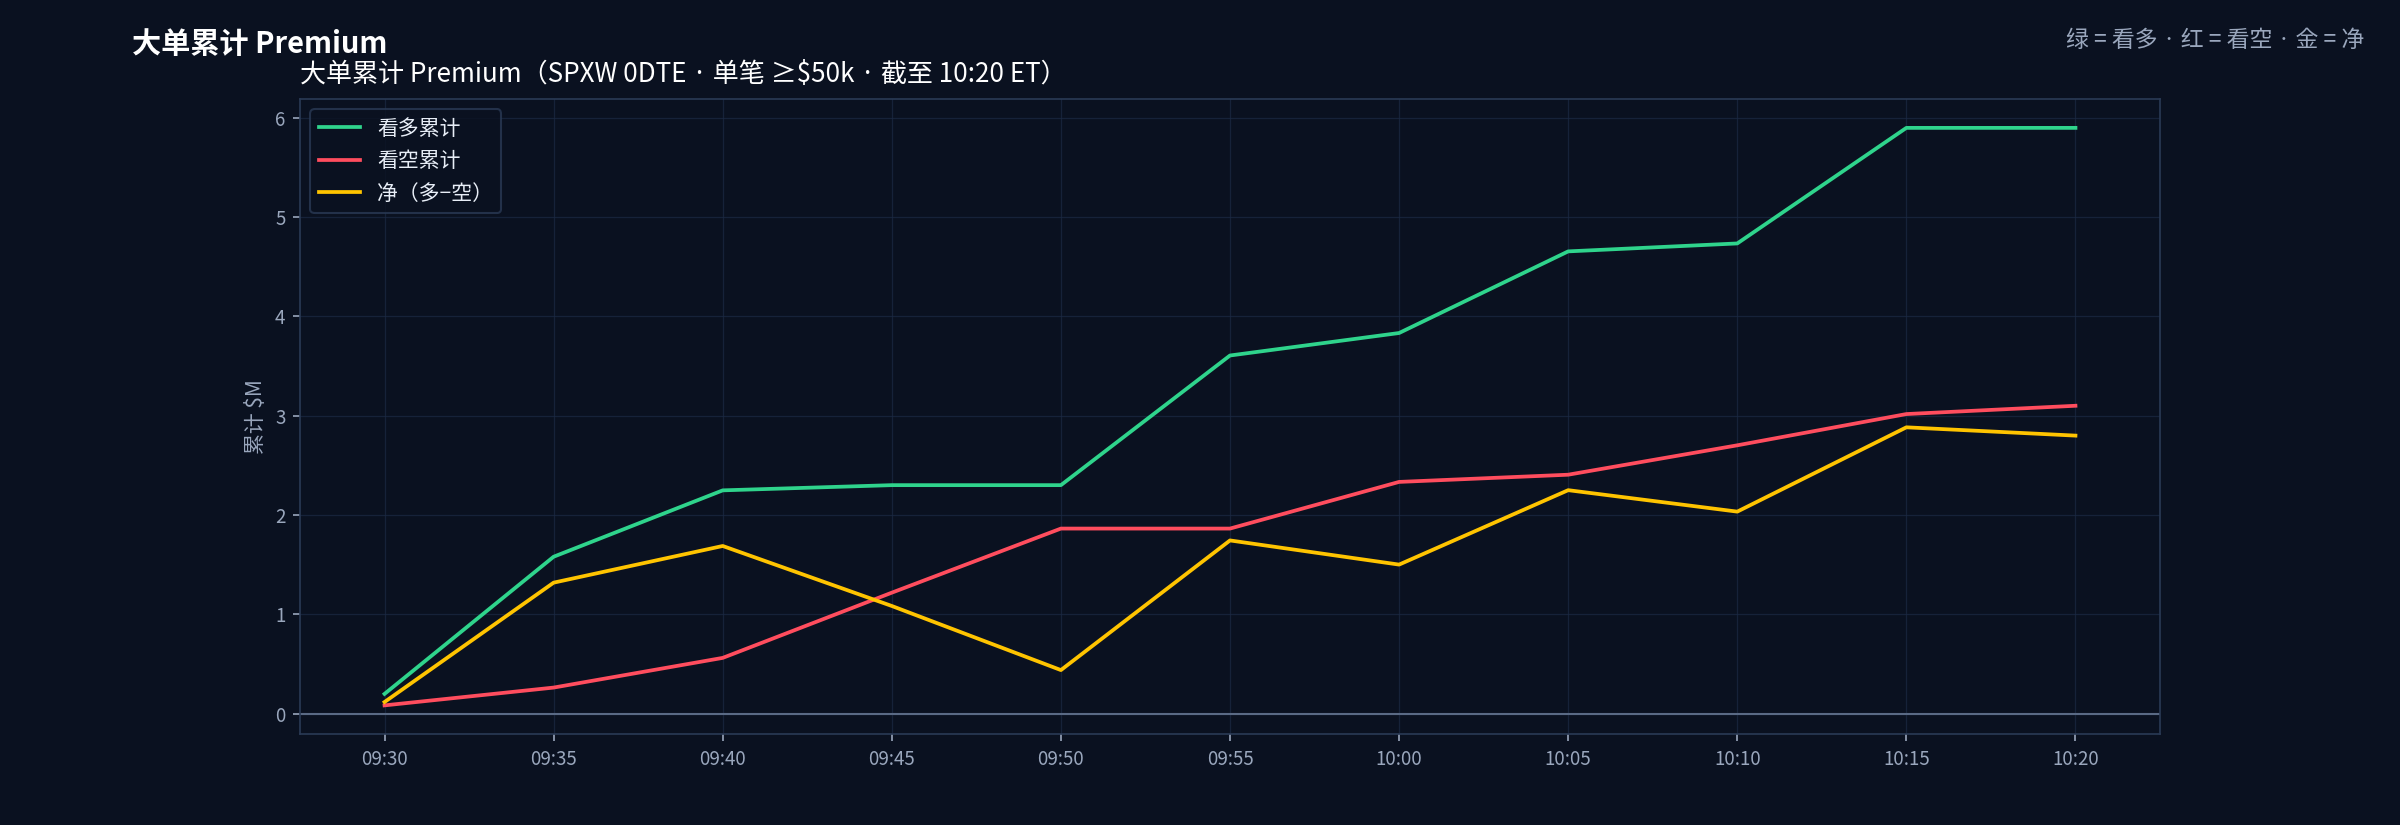 大单累计 Premium
绿 = 看多 · 红 = 看空 · 金 = 净
大单累计 Premium（SPXW 0DTE · 单笔 ≥$50k · 截至 10:20 ET）
看多累计
看空累计
净（多−空）
累计 $M
6
5
4
3
2
1
0
09:30 09:35 09:40 09:45 09:50 09:55 10:00 10:05 10:10 10:15 10:20